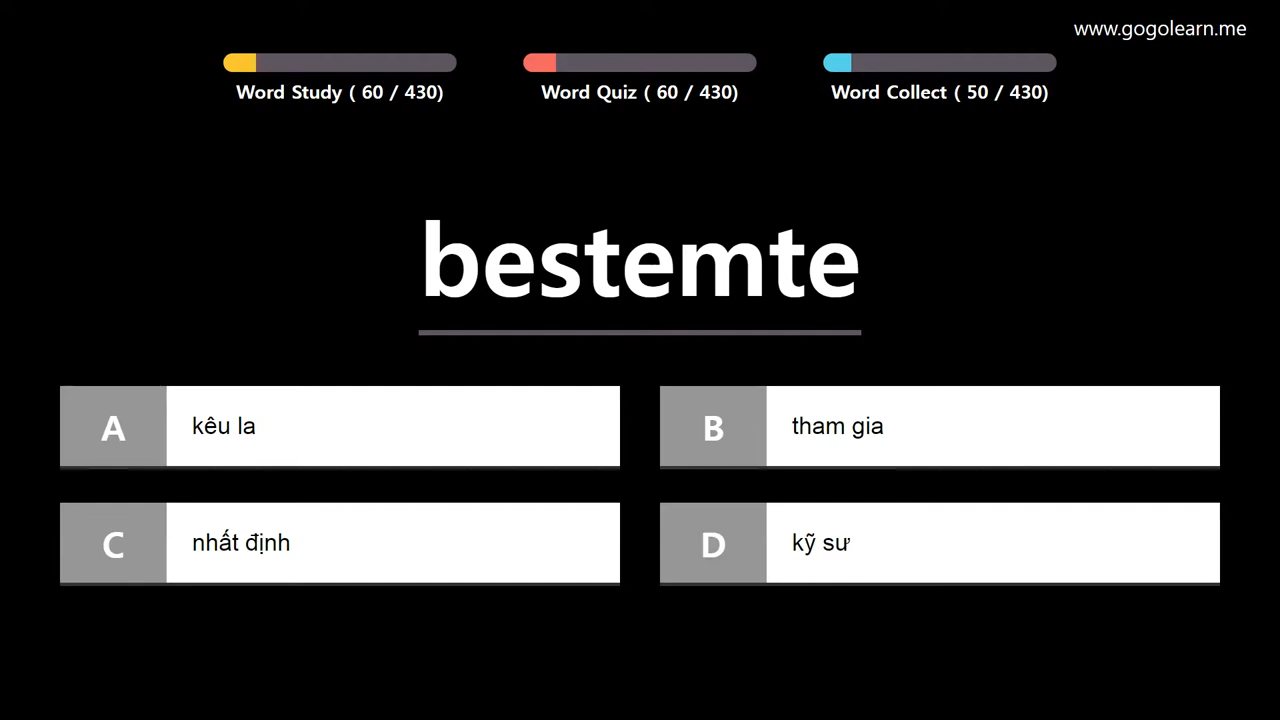 www.gogolearn.me
Word Study ( 60 / 430)
Word Quiz ( 60 / 430)
Word Collect ( 50 / 430)
bestemte
A
kêu la
B
tham gia
C
nhất định
D
kỹ sư